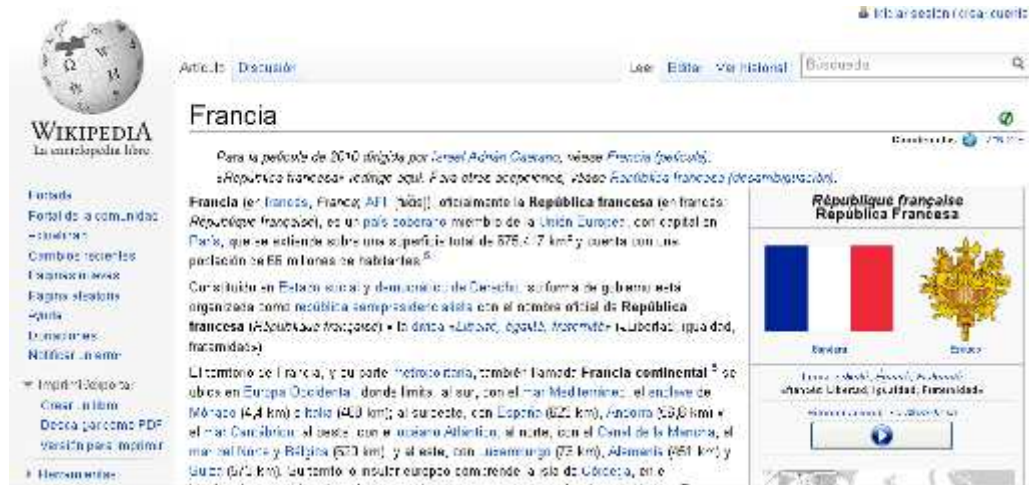 Iniciar sesión / crear cuenta
Artículo Discusión
Leer Editar Ver historial Búsqueda
WIKIPEDIA
La enciclopedia libre
Francia
Para la película de 2010 dirigida por Israel Adrián Caetano, véase Francia (película).
«República francesa» redirige aquí. Para otras acepciones, véase República francesa (desambiguación).
Portada
Portal de la comunidad
Actualidad
Cambios recientes
Páginas nuevas
Página aleatoria
Ayuda
Donaciones
Notificar un error
Imprimir/exportar
Crear un libro
Descargar como PDF
Versión para imprimir
Herramientas
Francia (en francés, France, AFI: ), oficialmente la República francesa (en francés:
République française), es un país soberano miembro de la Unión Europea, con capital en
París, que se extiende sobre una superficie total de 675.417 km² y cuenta con una
población de 66 millones de habitantes.
Constituido en Estado social y democrático de Derecho, su forma de gobierno está
organizada como república semipresidencialista con el nombre oficial de República
francesa (République française) y la divisa «Liberté, égalité, fraternité» («Libertad, igualdad,
fraternidad»)
El territorio de Francia, y su parte metropolitana, también llamada Francia continental, se
ubica en Europa Occidental, donde limita, al sur, con el mar Mediterráneo, el enclave de
Mónaco (4,4 km) e Italia (488 km); al suroeste, con España (623 km), Andorra (56,6 km) y
el mar Cantábrico; al oeste, con el océano Atlántico; al norte, con el Canal de la Mancha, el
mar del Norte y Bélgica (620 km), y al este, con Luxemburgo (73 km), Alemania (451 km) y
Suiza (573 km). Su territorio insular europeo comprende la isla de Córcega, en el
République française
República Francesa
Bandera Escudo
Lema: Liberté, Égalité, Fraternité
«francés: Libertad, Igualdad, Fraternidad»